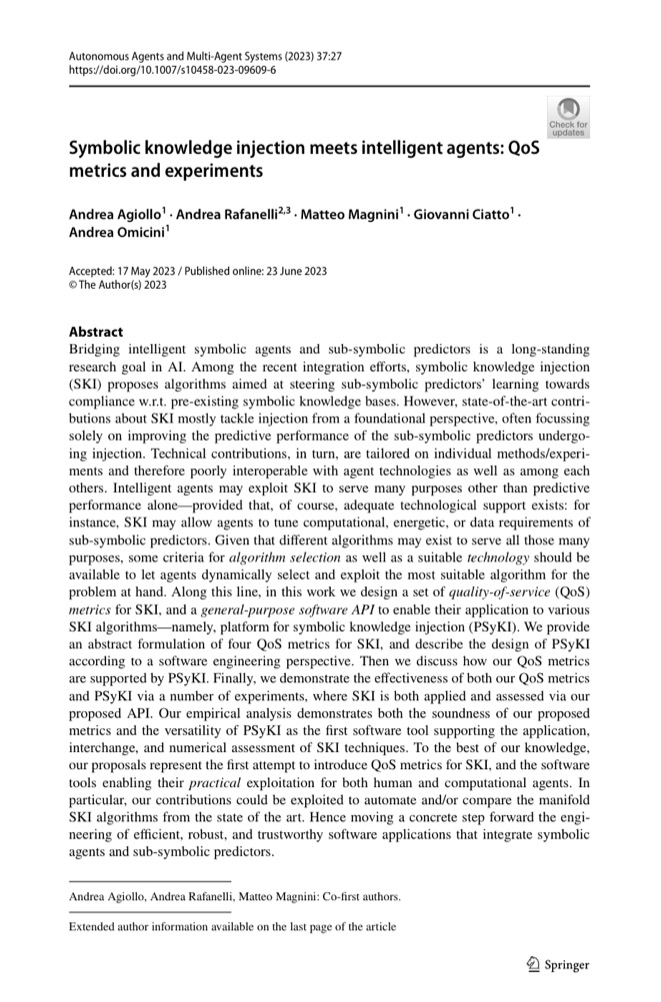 Autonomous Agents and Multi-Agent Systems (2023) 37:27
https://doi.org/10.1007/s10458-023-09609-6
Check for
updates
Symbolic knowledge injection meets intelligent agents: QoS
metrics and experiments
Andrea Agiollo1 · Andrea Rafanelli2,3 · Matteo Magnini1 · Giovanni Ciatto1 ·
Andrea Omicini1
Accepted: 17 May 2023 / Published online: 23 June 2023
© The Author(s) 2023
Abstract
Bridging intelligent symbolic agents and sub-symbolic predictors is a long-standing
research goal in AI. Among the recent integration efforts, symbolic knowledge injection
(SKI) proposes algorithms aimed at steering sub-symbolic predictors' learning towards
compliance w.r.t. pre-existing symbolic knowledge bases. However, state-of-the-art contri-
butions about SKI mostly tackle injection from a foundational perspective, often focussing
solely on improving the predictive performance of the sub-symbolic predictors undergo-
ing injection. Technical contributions, in turn, are tailored on individual methods/experi-
ments and therefore poorly interoperable with agent technologies as well as among each
others. Intelligent agents may exploit SKI to serve many purposes other than predictive
performance alone—provided that, of course, adequate technological support exists: for
instance, SKI may allow agents to tune computational, energetic, or data requirements of
sub-symbolic predictors. Given that different algorithms may exist to serve all those many
purposes, some criteria for algorithm selection as well as a suitable technology should be
available to let agents dynamically select and exploit the most suitable algorithm for the
problem at hand. Along this line, in this work we design a set of quality-of-service (QoS)
metrics for SKI, and a general-purpose software API to enable their application to various
SKI algorithms—namely, platform for symbolic knowledge injection (PSyKI). We provide
an abstract formulation of four QoS metrics for SKI, and describe the design of PSyKI
according to a software engineering perspective. Then we discuss how our QoS metrics
are supported by PSyKI. Finally, we demonstrate the effectiveness of both our QoS metrics
and PSyKI via a number of experiments, where SKI is both applied and assessed via our
proposed API. Our empirical analysis demonstrates both the soundness of our proposed
metrics and the versatility of PSyKI as the first software tool supporting the application,
interchange, and numerical assessment of SKI techniques. To the best of our knowledge,
our proposals represent the first attempt to introduce QoS metrics for SKI, and the software
tools enabling their practical exploitation for both human and computational agents. In
particular, our contributions could be exploited to automate and/or compare the manifold
SKI algorithms from the state of the art. Hence moving a concrete step forward the engi-
neering of efficient, robust, and trustworthy software applications that integrate symbolic
agents and sub-symbolic predictors.
Andrea Agiollo, Andrea Rafanelli, Matteo Magnini: Co-first authors.
Extended author information available on the last page of the article
Springer